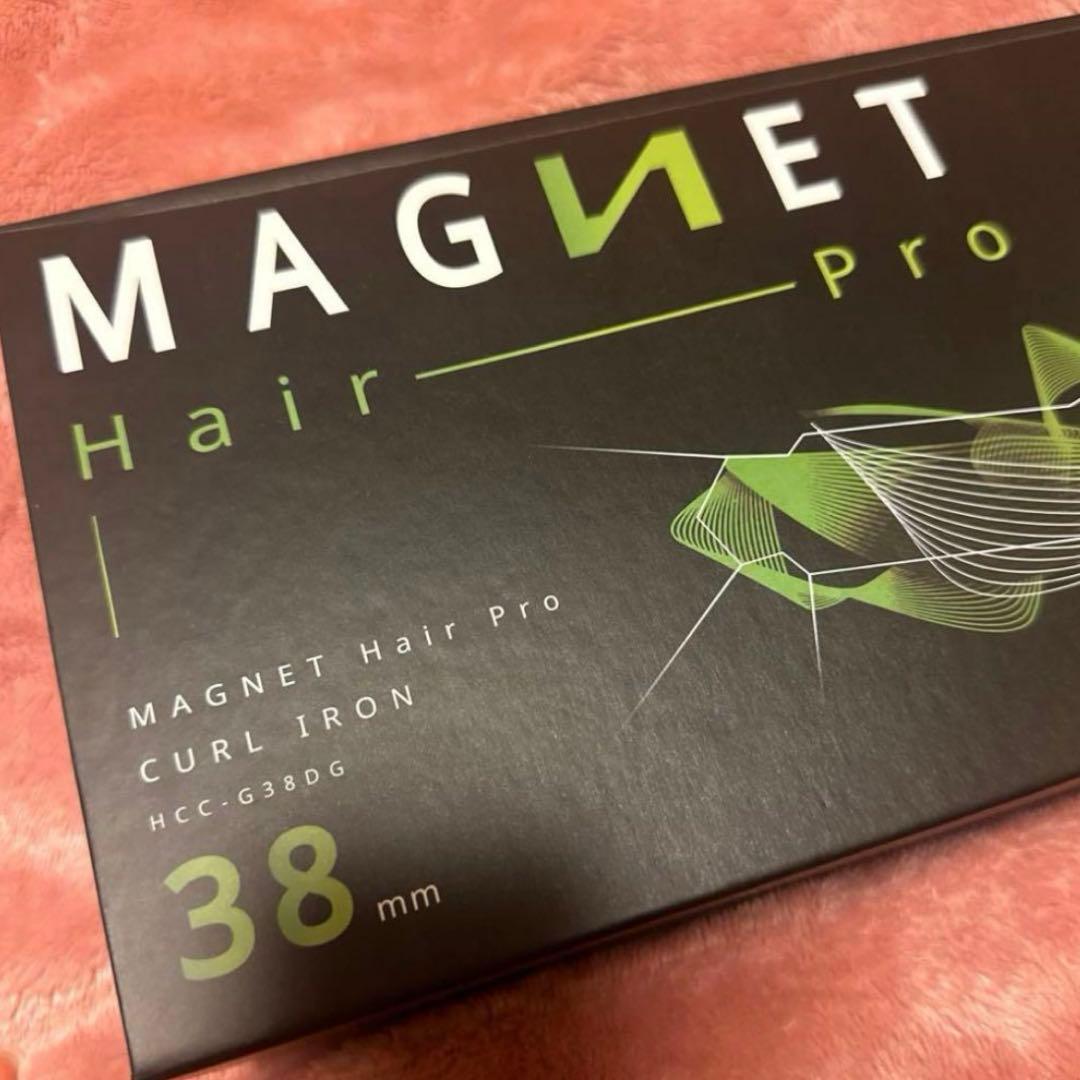 MAGNET
Hair Pro
MAGNET Hair Pro
CURL IRON
HCC-G38DG
38 mm